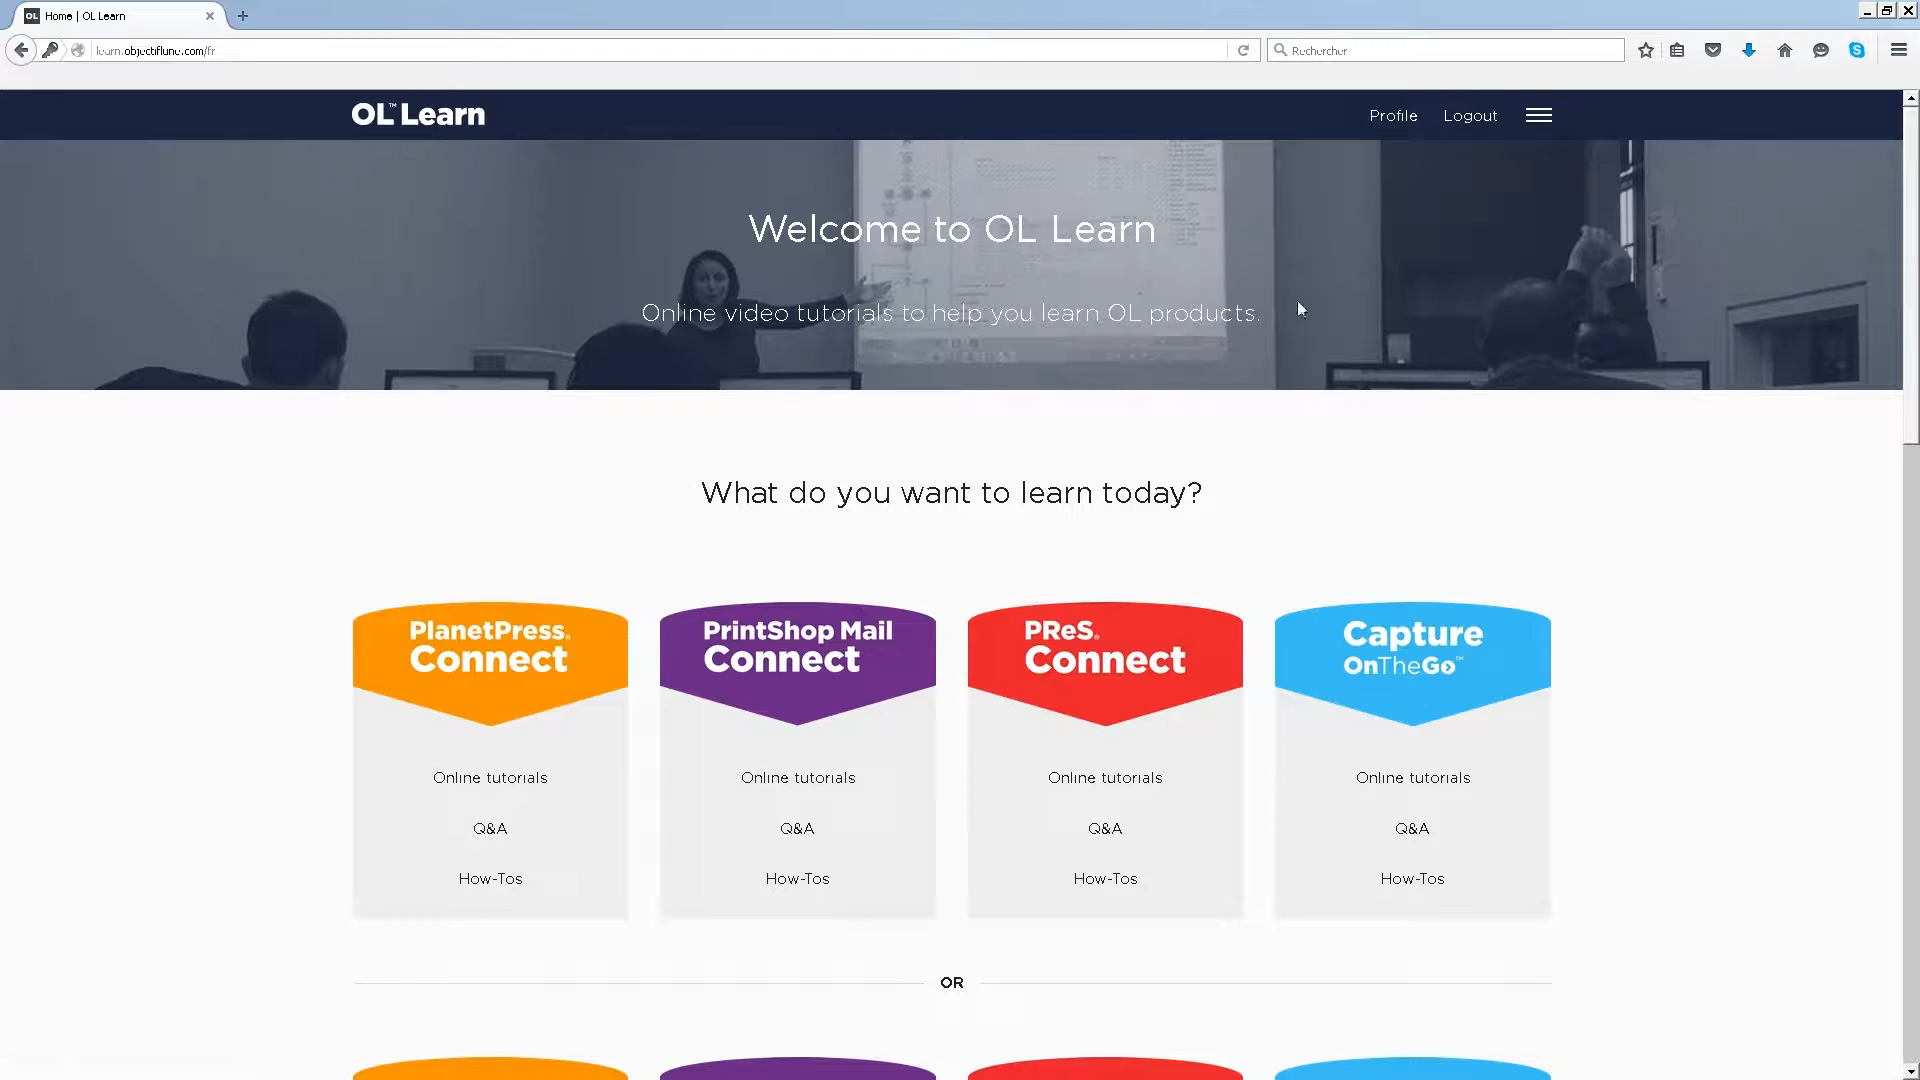 Home | OL Learn
learn.objectiflune.com/fr
Rechercher
OL™ Learn
Profile
Logout
Welcome to OL Learn
Online video tutorials to help you learn OL products.
What do you want to learn today?
PlanetPress®
Connect
PrintShop Mail
Connect
PReS®
Connect
Capture
OnTheGo™
Online tutorials
Online tutorials
Online tutorials
Online tutorials
Q&A
Q&A
Q&A
Q&A
How-Tos
How-Tos
How-Tos
How-Tos
OR